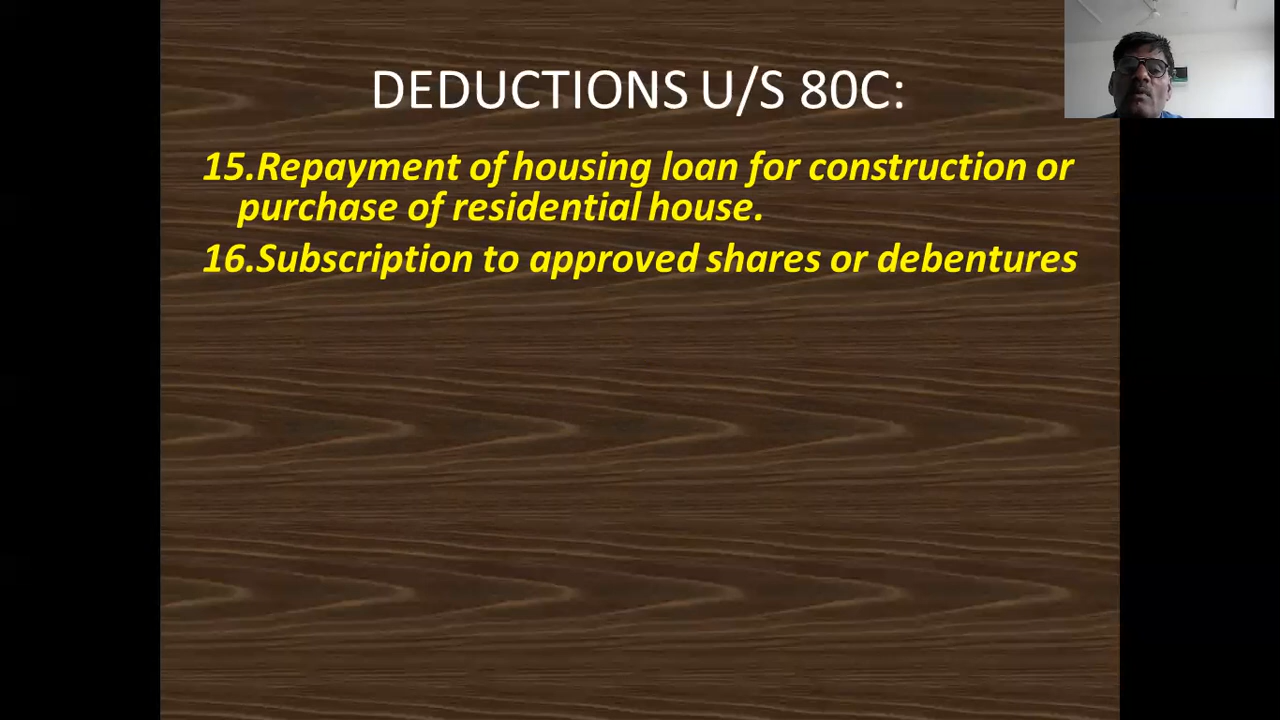 DEDUCTIONS U/S 80C:
15.Repayment of housing loan for construction or
purchase of residential house.
16.Subscription to approved shares or debentures